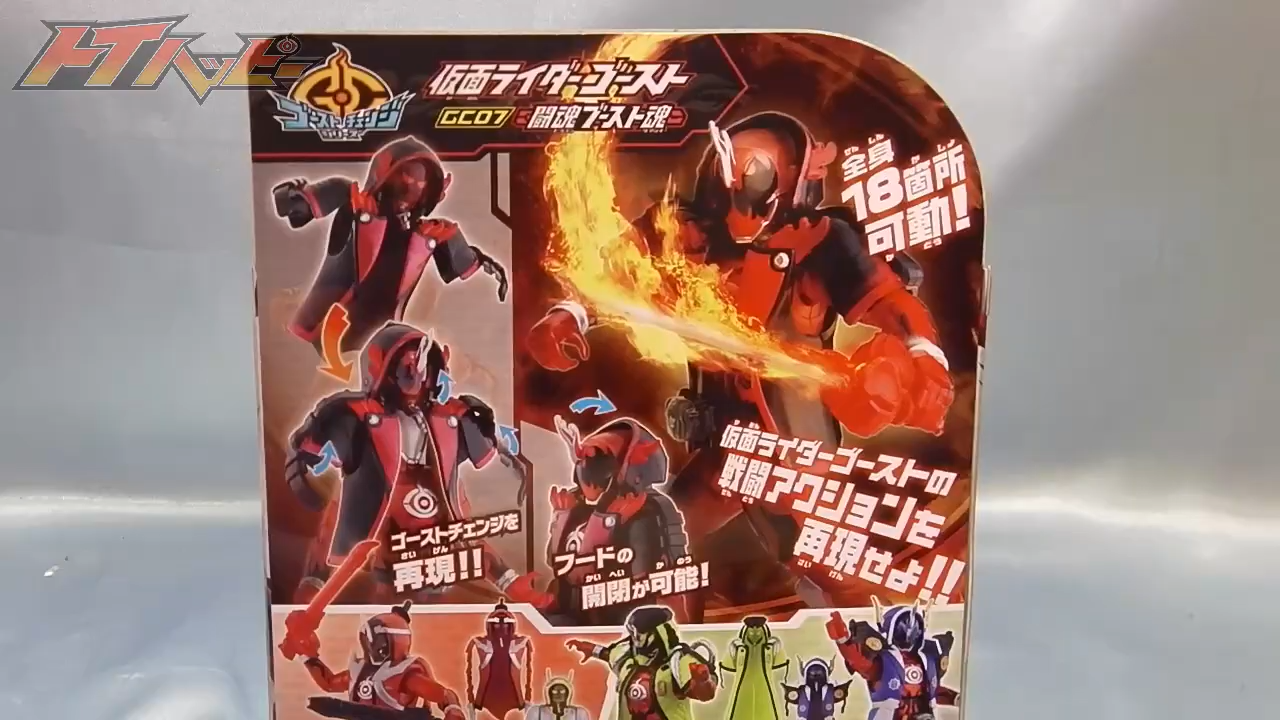 トイハッピー
ゴーストチェンジ
シリーズ
仮面ライダーゴースト
GC07 闘魂ブースト魂
全身
18箇所
可動!
仮面ライダーゴーストの
戦闘アクションを
再現せよ!!
ゴーストチェンジを
再現!!
フードの
開閉が可能!